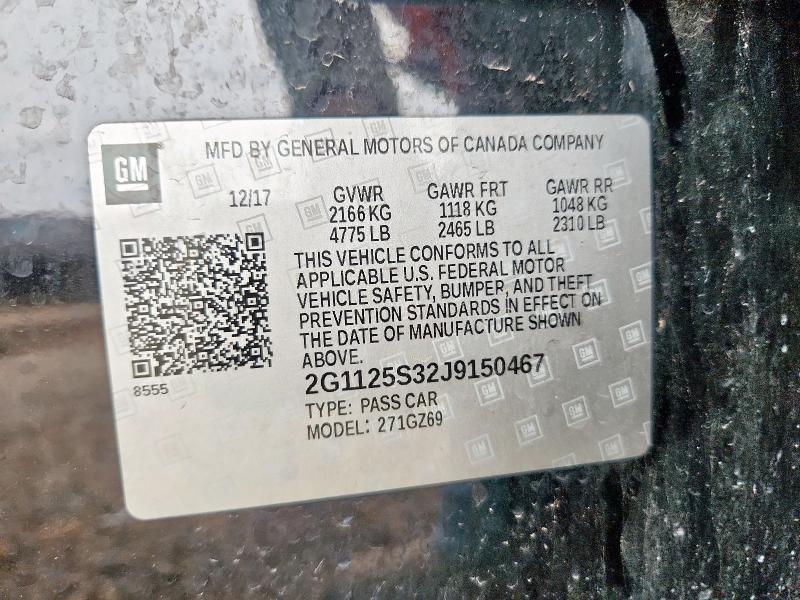 GM
MFD BY GENERAL MOTORS OF CANADA COMPANY
12/17
GVWR
2166 KG
4775 LB
GAWR FRT
1118 KG
2465 LB
GAWR RR
1048 KG
2310 LB
THIS VEHICLE CONFORMS TO ALL
APPLICABLE U.S. FEDERAL MOTOR
VEHICLE SAFETY, BUMPER, AND THEFT
PREVENTION STANDARDS IN EFFECT ON
THE DATE OF MANUFACTURE SHOWN
ABOVE.
8555
2G1125S32J9150467
TYPE: PASS CAR
MODEL: 271GZ69